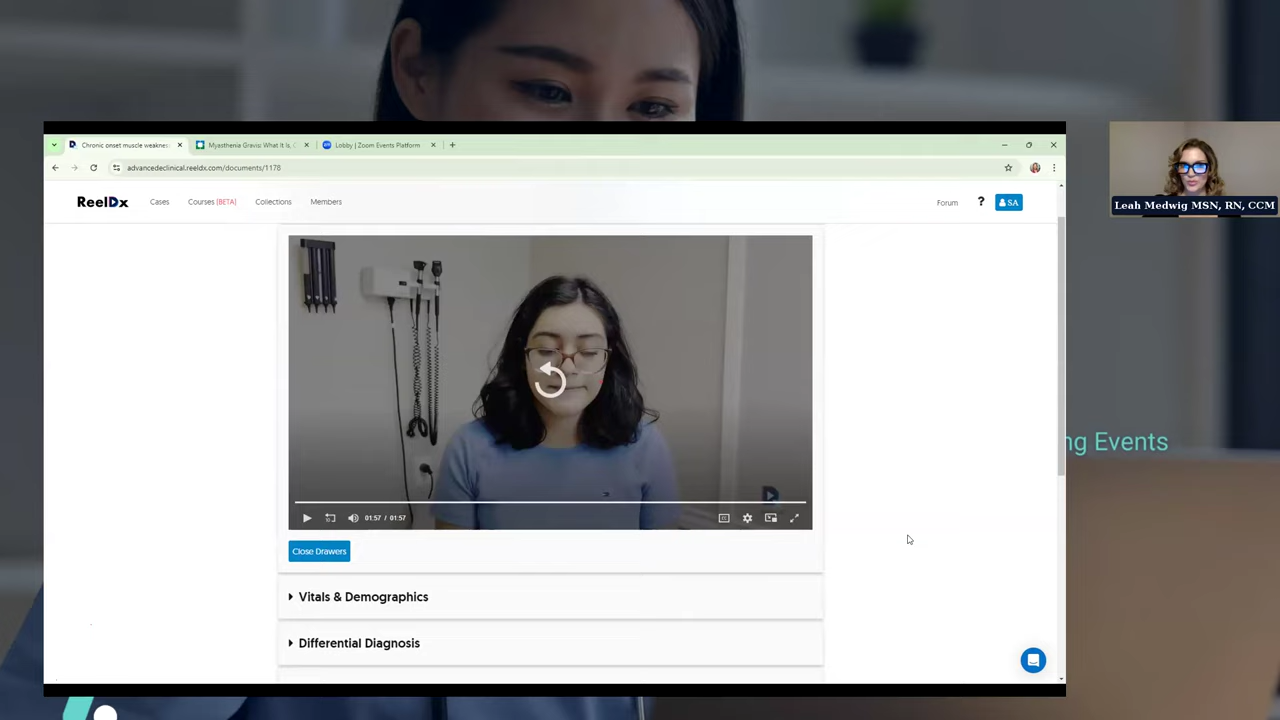 Chronic onset muscle weaknes
Myasthenia Gravis: What It Is, C
Lobby | Zoom Events Platform
advancedeclinical.reeldx.com/documents/1178
ReelDx
Cases
Courses (BETA)
Collections
Members
Forum
?
SA
Leah Medwig MSN, RN, CCM
ng Events
01:57 / 01:57
Close Drawers
Vitals & Demographics
Differential Diagnosis